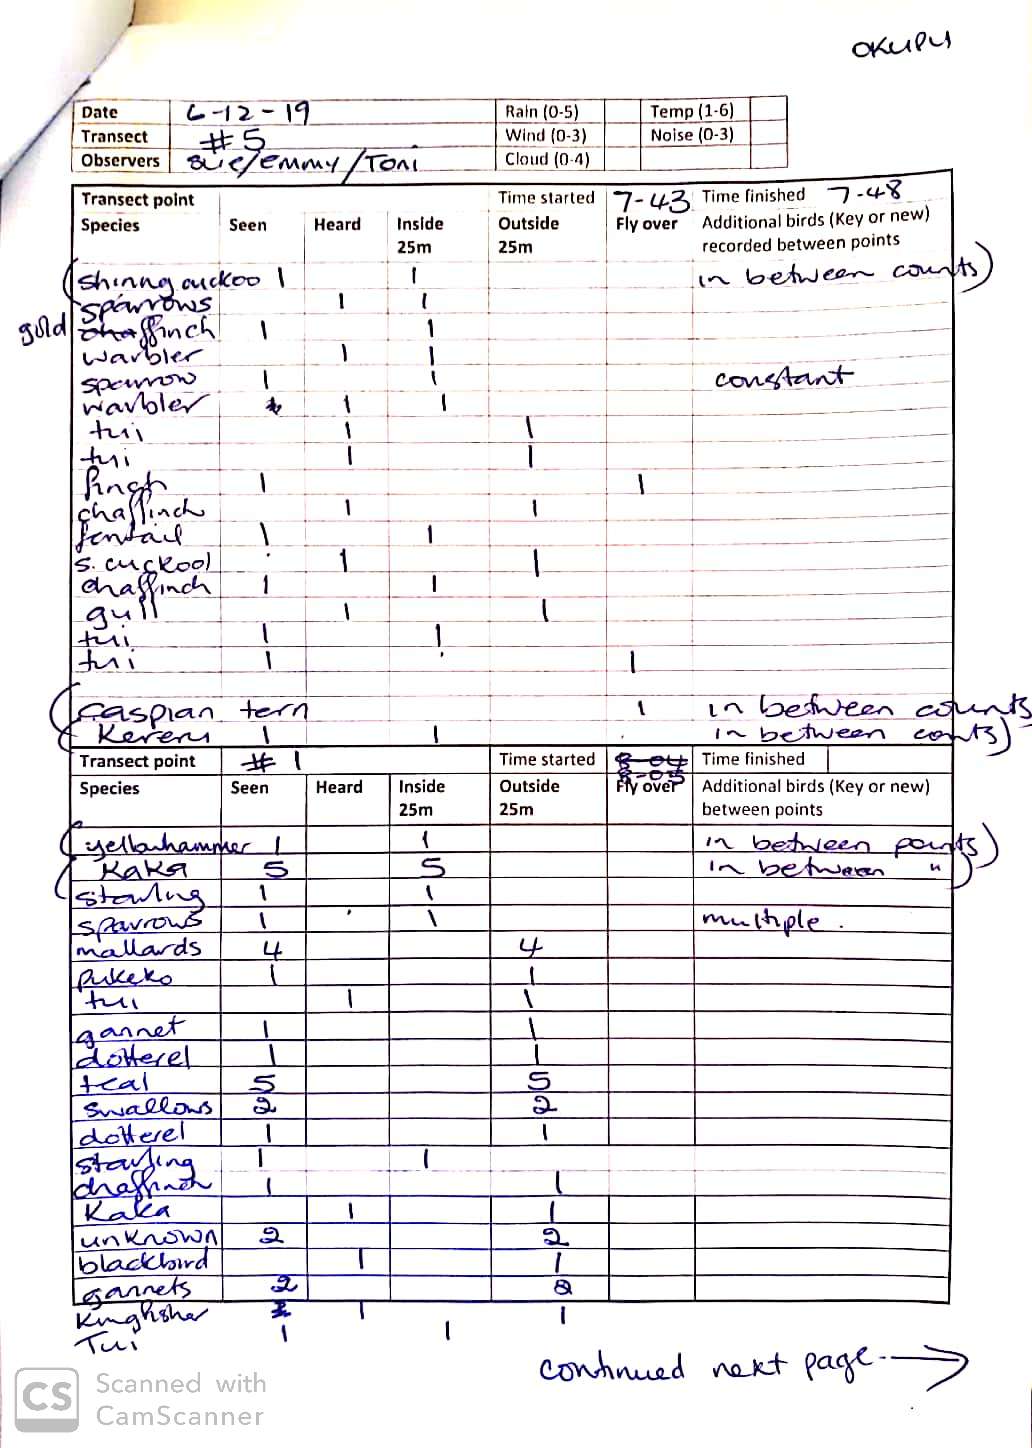 OKUPU
Date 6-12-19 Rain (0-5) Temp (1-6)
Transect #5 Wind (0-3) Noise (0-3)
Observers Sue/Emmy/Toni Cloud (0-4)
Transect point Time started 7-43 Time finished 7-48
Species Seen Heard Inside 25m Outside 25m Fly over Additional birds (Key or new) recorded between points
(shinng cuckoo 1 1 in between counts)
sparrows 1 1
gold chaffinch 1 1
warbler 1 1
sparrow 1 1 constant
warbler 1 1
tui 1 1
tui 1 1
finch 1 1
chaffinch 1 1
fantail 1 1
s. cuckool 1 1
chaffinch 1 1
gull 1 1
tui 1 1
tui 1 1
(caspian tern 1 in between counts
(Kereru 1 1 in between conts)
Transect point #1 Time started 8-04 8-05 Time finished
Species Seen Heard Inside 25m Outside 25m Fly over Additional birds (Key or new) between points
(yellowhammer 1 1 in between points)
(Kaka 5 5 in between ")
starling 1 1
sparrows 1 1 multiple.
mallards 4 4
pukeko 1 1
tui 1 1
gannet 1 1
dotterel 1 1
teal 5 5
swallows 2 2
dotterel 1 1
starling 1 1
chaffinch 1 1
Kaka 1 1
unknown 2 2
blackbird 1 1
gannets 2 2
Kingfisher 1 1
Tui 1 1
continued next page →
CS Scanned with
CamScanner